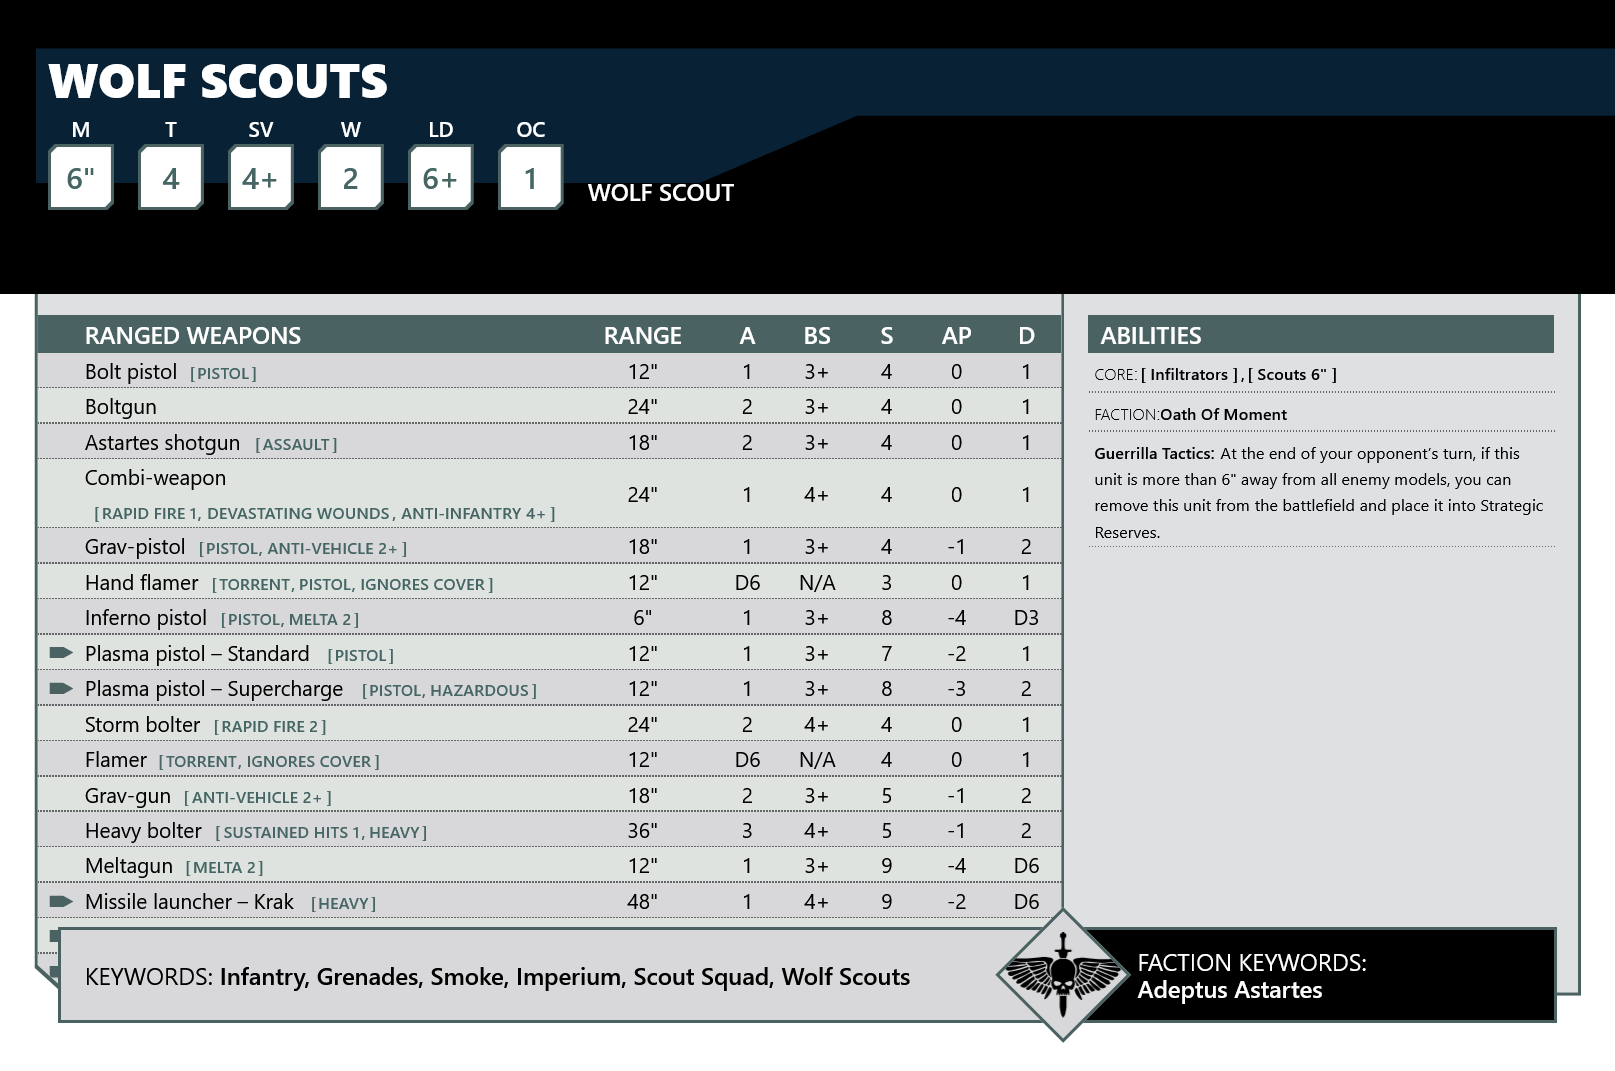 WOLF SCOUTS
M T SV W LD OC
6" 4 4+ 2 6+ 1 WOLF SCOUT
RANGED WEAPONS RANGE A BS S AP D
Bolt pistol [PISTOL] 12" 1 3+ 4 0 1
Boltgun 24" 2 3+ 4 0 1
Astartes shotgun [ASSAULT] 18" 2 3+ 4 0 1
Combi-weapon
[RAPID FIRE 1, DEVASTATING WOUNDS, ANTI-INFANTRY 4+] 24" 1 4+ 4 0 1
Grav-pistol [PISTOL, ANTI-VEHICLE 2+] 18" 1 3+ 4 -1 2
Hand flamer [TORRENT, PISTOL, IGNORES COVER] 12" D6 N/A 3 0 1
Inferno pistol [PISTOL, MELTA 2] 6" 1 3+ 8 -4 D3
Plasma pistol – Standard [PISTOL] 12" 1 3+ 7 -2 1
Plasma pistol – Supercharge [PISTOL, HAZARDOUS] 12" 1 3+ 8 -3 2
Storm bolter [RAPID FIRE 2] 24" 2 4+ 4 0 1
Flamer [TORRENT, IGNORES COVER] 12" D6 N/A 4 0 1
Grav-gun [ANTI-VEHICLE 2+] 18" 2 3+ 5 -1 2
Heavy bolter [SUSTAINED HITS 1, HEAVY] 36" 3 4+ 5 -1 2
Meltagun [MELTA 2] 12" 1 3+ 9 -4 D6
Missile launcher – Krak [HEAVY] 48" 1 4+ 9 -2 D6
ABILITIES
CORE: [ Infiltrators ] , [ Scouts 6" ]
FACTION:Oath Of Moment
Guerrilla Tactics: At the end of your opponent's turn, if this
unit is more than 6" away from all enemy models, you can
remove this unit from the battlefield and place it into Strategic
Reserves.
KEYWORDS: Infantry, Grenades, Smoke, Imperium, Scout Squad, Wolf Scouts
FACTION KEYWORDS:
Adeptus Astartes